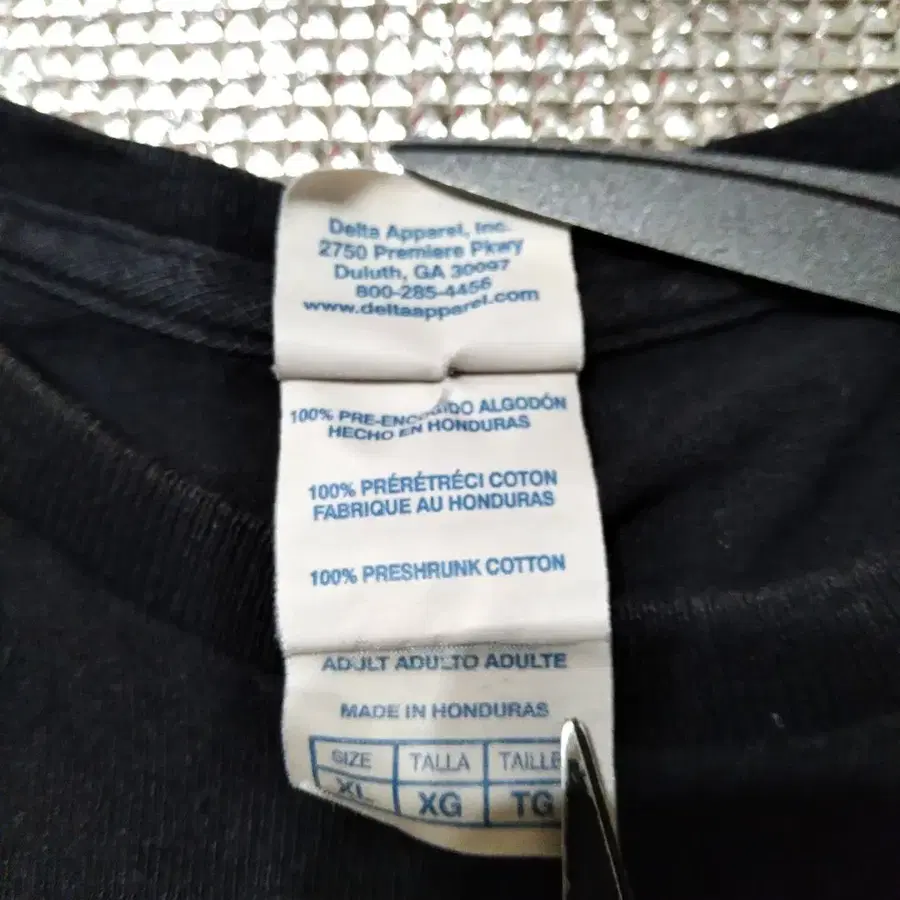 Delta Apparel, Inc.
2750 Premiere Pkwy
Duluth, GA 30097
800-285-4456
www.deltaapparel.com
100% PRE-ENCOGIDO ALGODÓN
HECHO EN HONDURAS
100% PRÉRÉTRÉCI COTON
FABRIQUE AU HONDURAS
100% PRESHRUNK COTTON
ADULT ADULTO ADULTE
MADE IN HONDURAS
SIZE TALLA TAILLE
XL XG TG